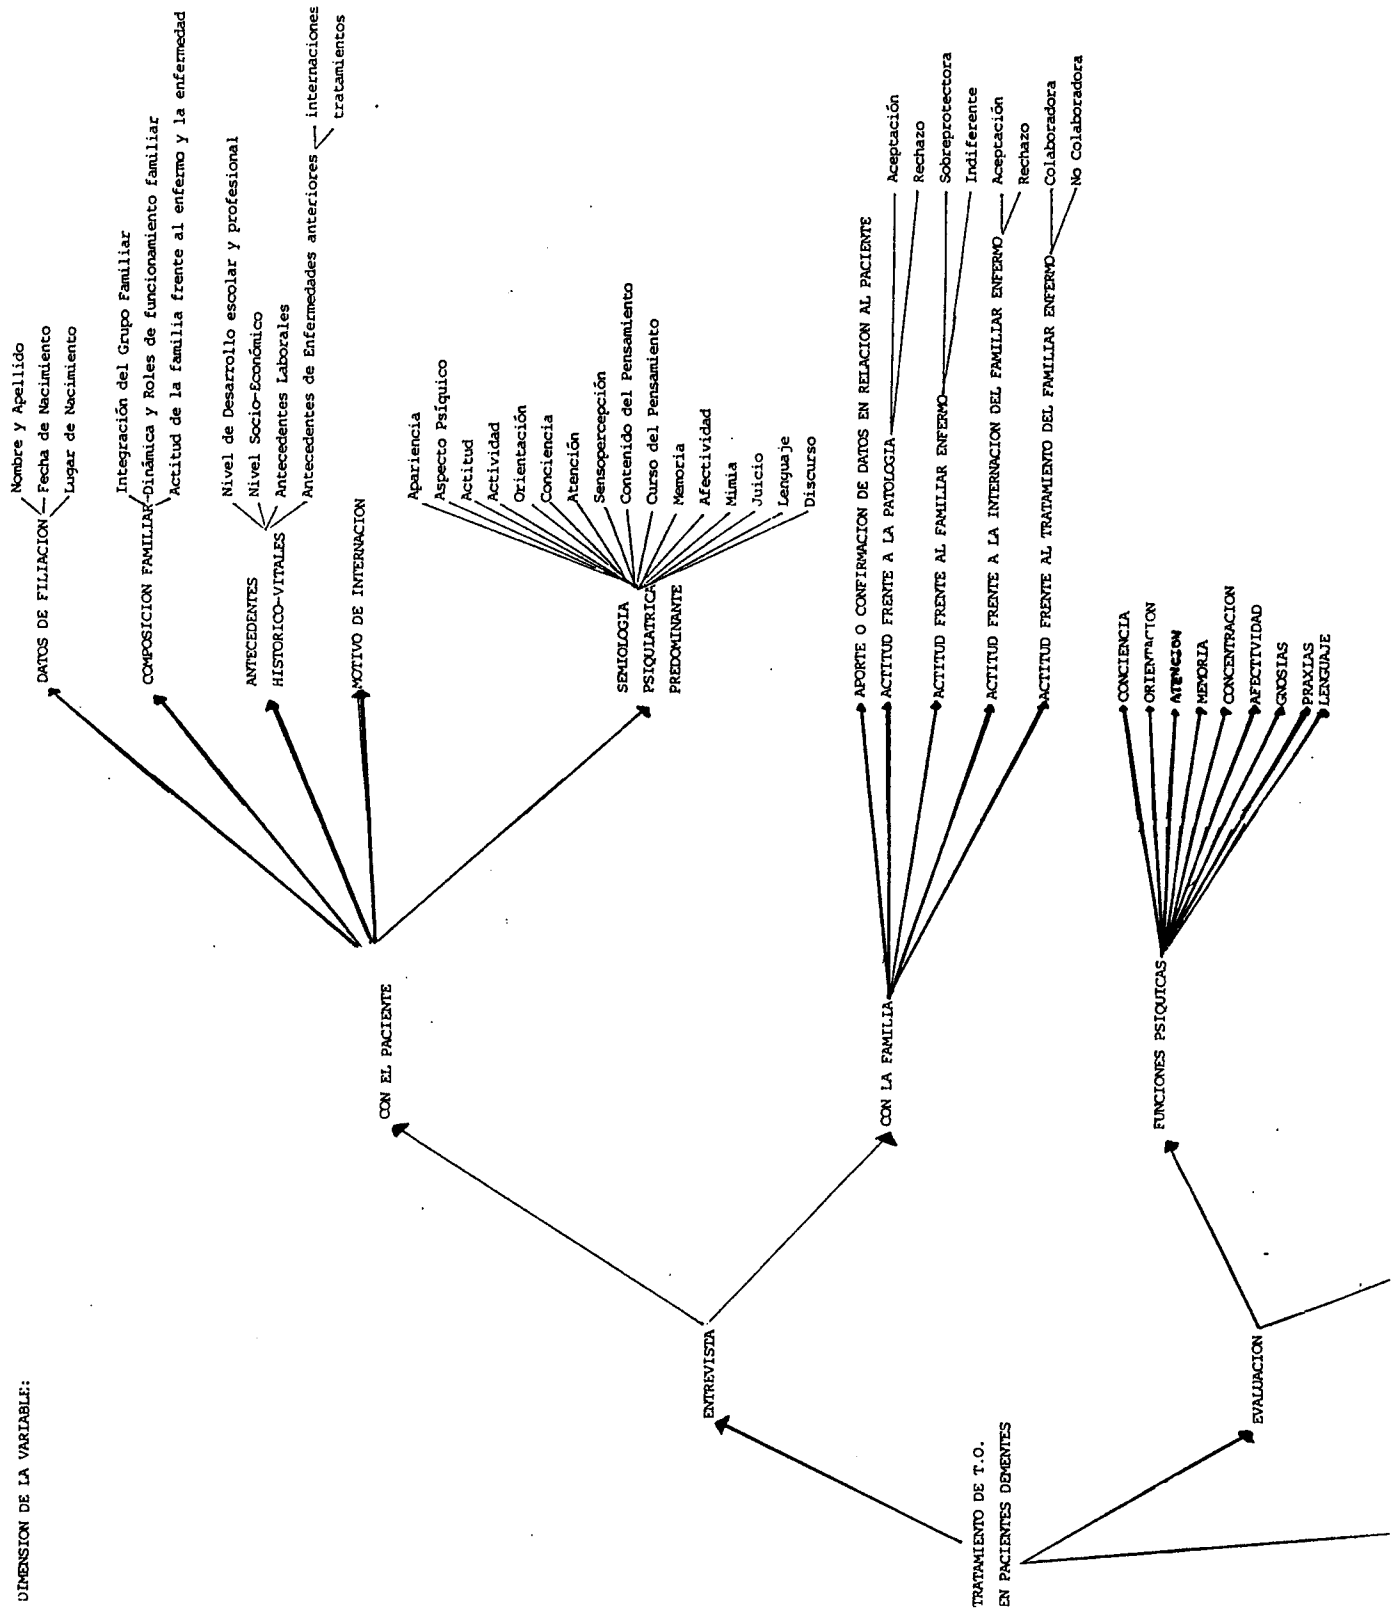 DIMENSION DE LA VARIABLE:
TRATAMIENTO DE T.O.
EN PACIENTES DEMENTES
ENTREVISTA
CON EL PACIENTE
DATOS DE FILIACION
Nombre y Apellido
Fecha de Nacimiento
Lugar de Nacimiento
COMPOSICION FAMILIAR
Integración del Grupo Familiar
Dinámica y Roles de funcionamiento familiar
Actitud de la familia frente al enfermo y la enfermedad
ANTECEDENTES
HISTORICO-VITALES
Nivel de Desarrollo escolar y profesional
Nivel Socio-Económico
Antecedentes Laborales
Antecedentes de Enfermedades anteriores
internaciones
tratamientos
MOTIVO DE INTERNACION
SEMIOLOGIA
PSIQUIATRICA
PREDOMINANTE
Apariencia
Aspecto Psíquico
Actitud
Actividad
Orientación
Conciencia
Atención
Sensopercepción
Contenido del Pensamiento
Curso del Pensamiento
Memoria
Afectividad
Mimia
Juicio
Lenguaje
Discurso
CON LA FAMILIA
APORTE O CONFIRMACION DE DATOS EN RELACION AL PACIENTE
ACTITUD FRENTE A LA PATOLOGIA
Aceptación
Rechazo
ACTITUD FRENTE AL FAMILIAR ENFERMO
Sobreprotectora
Indiferente
ACTITUD FRENTE A LA INTERNACION DEL FAMILIAR ENFERMO
Aceptación
Rechazo
ACTITUD FRENTE AL TRATAMIENTO DEL FAMILIAR ENFERMO
Colaboradora
No Colaboradora
EVALUACION
FUNCIONES PSIQUICAS
CONCIENCIA
ORIENTACION
ATENCION
MEMORIA
CONCENTRACION
AFECTIVIDAD
GNOSIAS
PRAXIAS
LENGUAJE